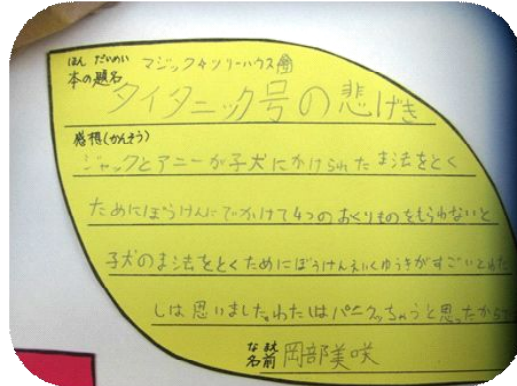 ほん だいめい
本の題名 マジックツリーハウス
タイタニック号の悲げき
感想(かんそう)
ジャックとアニーが子犬にかけられたま法をとく
ためにぼうけんにでかけて4つのおくりものをもらわないと
子犬のま法をとくためにぼうけんえいくゆうきがすごいとわた
しは思いました。わたしはパニクっちゃうと思ったからで
な まえ
名前 岡部美咲